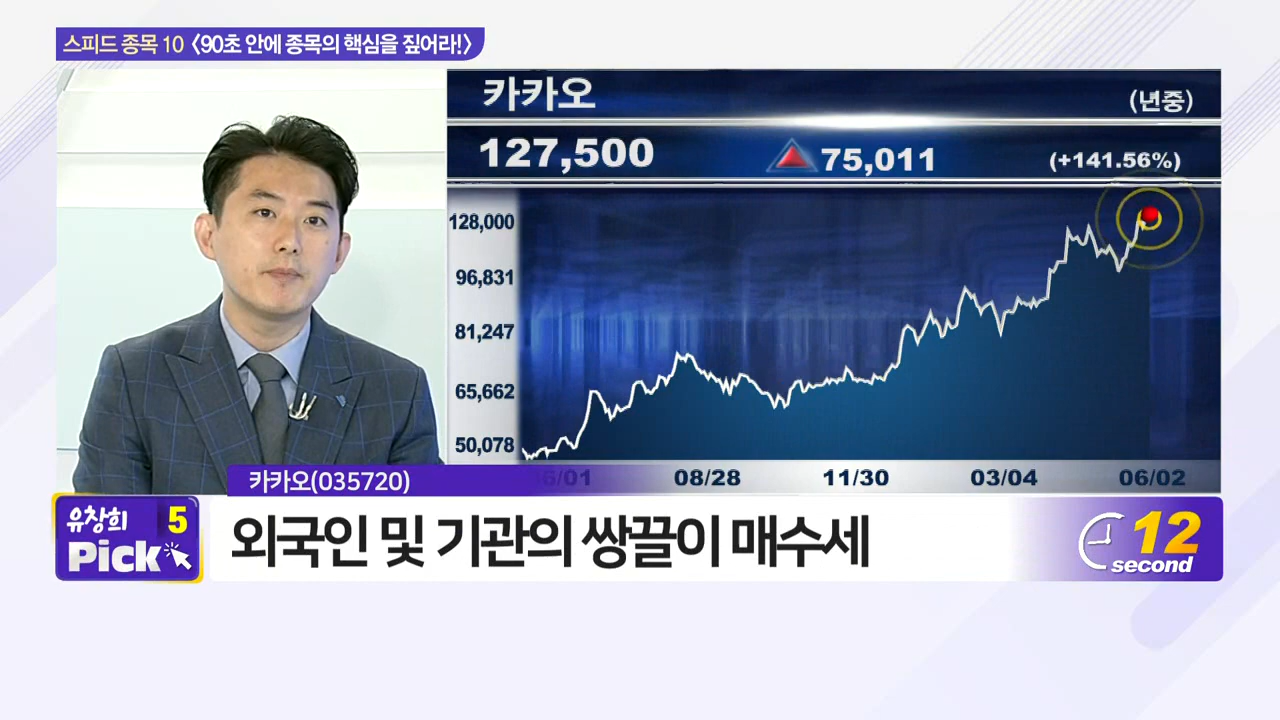 스피드 종목 10 <90초 안에 종목의 핵심을 짚어라!>
카카오
(년중)
127,500
75,011
(+141.56%)
128,000
96,831
81,247
65,662
50,078
/01
08/28
11/30
03/04
06/02
카카오(035720)
유창희
5
Pick
외국인 및 기관의 쌍끌이 매수세
12
second